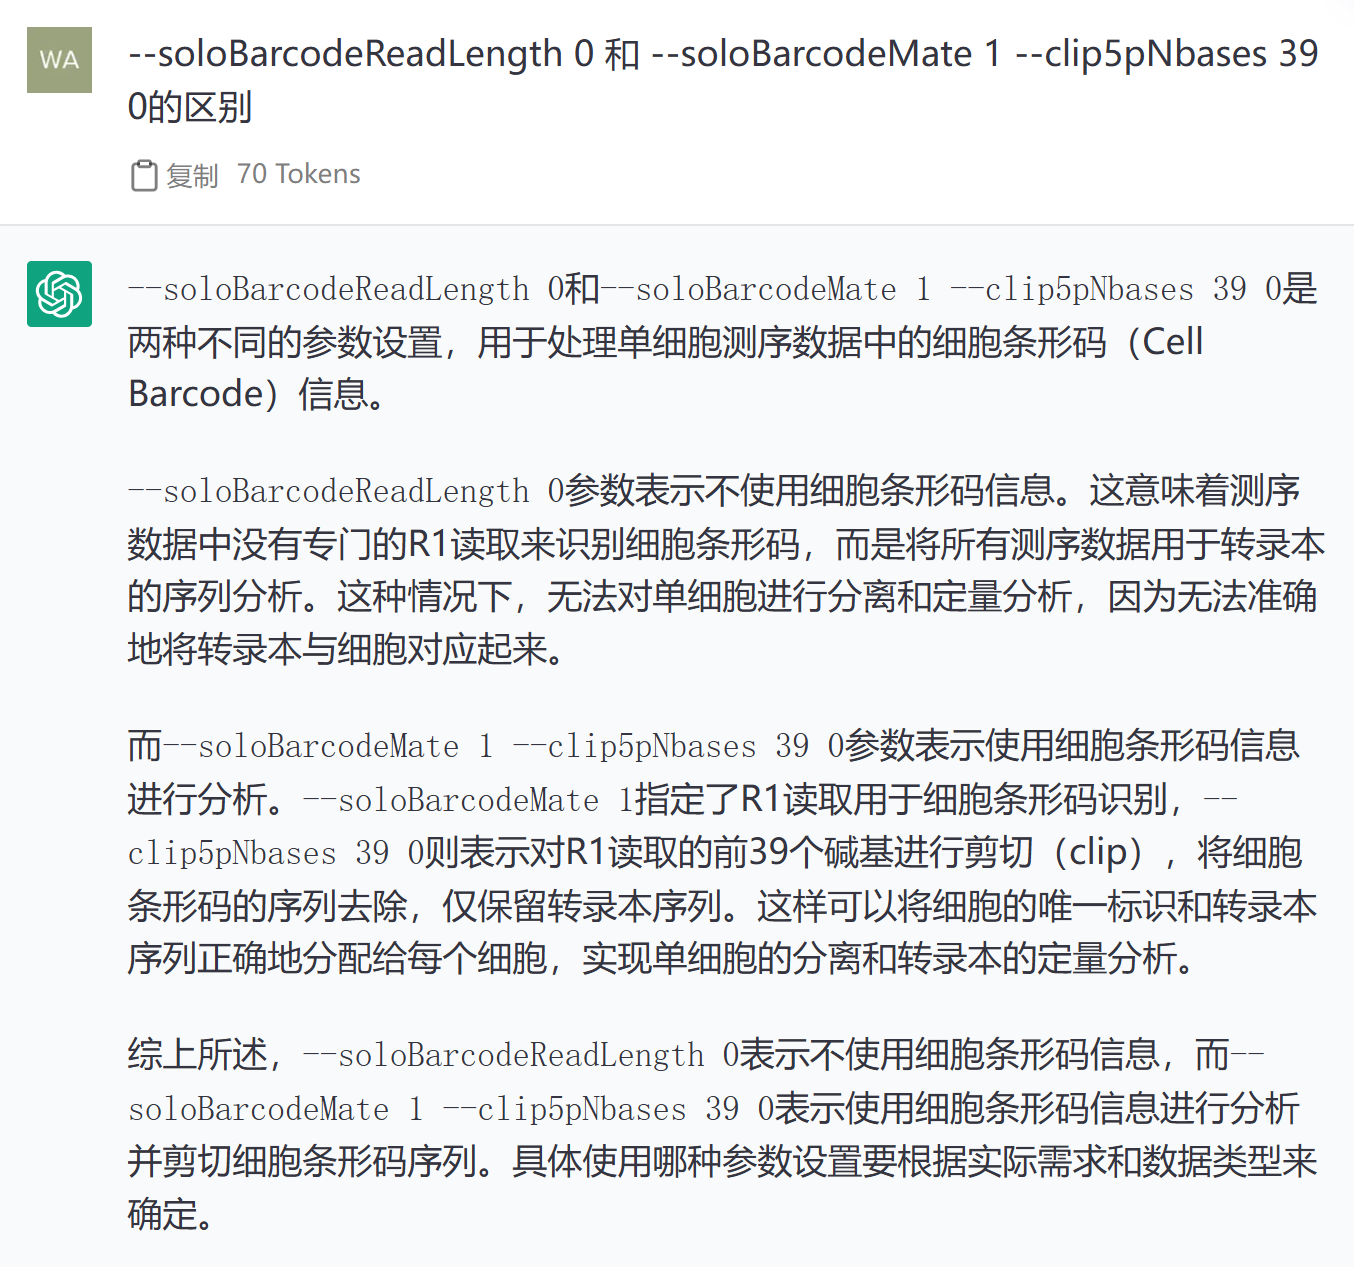 WA
--soloBarcodeReadLength 0 和 --soloBarcodeMate 1 --clip5pNbases 39
0的区别
复制 70 Tokens
--soloBarcodeReadLength 0和--soloBarcodeMate 1 --clip5pNbases 39 0是
两种不同的参数设置，用于处理单细胞测序数据中的细胞条形码（Cell
Barcode）信息。
--soloBarcodeReadLength 0参数表示不使用细胞条形码信息。这意味着测序
数据中没有专门的R1读取来识别细胞条形码，而是将所有测序数据用于转录本
的序列分析。这种情况下，无法对单细胞进行分离和定量分析，因为无法准确
地将转录本与细胞对应起来。
而--soloBarcodeMate 1 --clip5pNbases 39 0参数表示使用细胞条形码信息
进行分析。--soloBarcodeMate 1指定了R1读取用于细胞条形码识别，--
clip5pNbases 39 0则表示对R1读取的前39个碱基进行剪切（clip），将细胞
条形码的序列去除，仅保留转录本序列。这样可以将细胞的唯一标识和转录本
序列正确地分配给每个细胞，实现单细胞的分离和转录本的定量分析。
综上所述，--soloBarcodeReadLength 0表示不使用细胞条形码信息，而--
soloBarcodeMate 1 --clip5pNbases 39 0表示使用细胞条形码信息进行分析
并剪切细胞条形码序列。具体使用哪种参数设置要根据实际需求和数据类型来
确定。